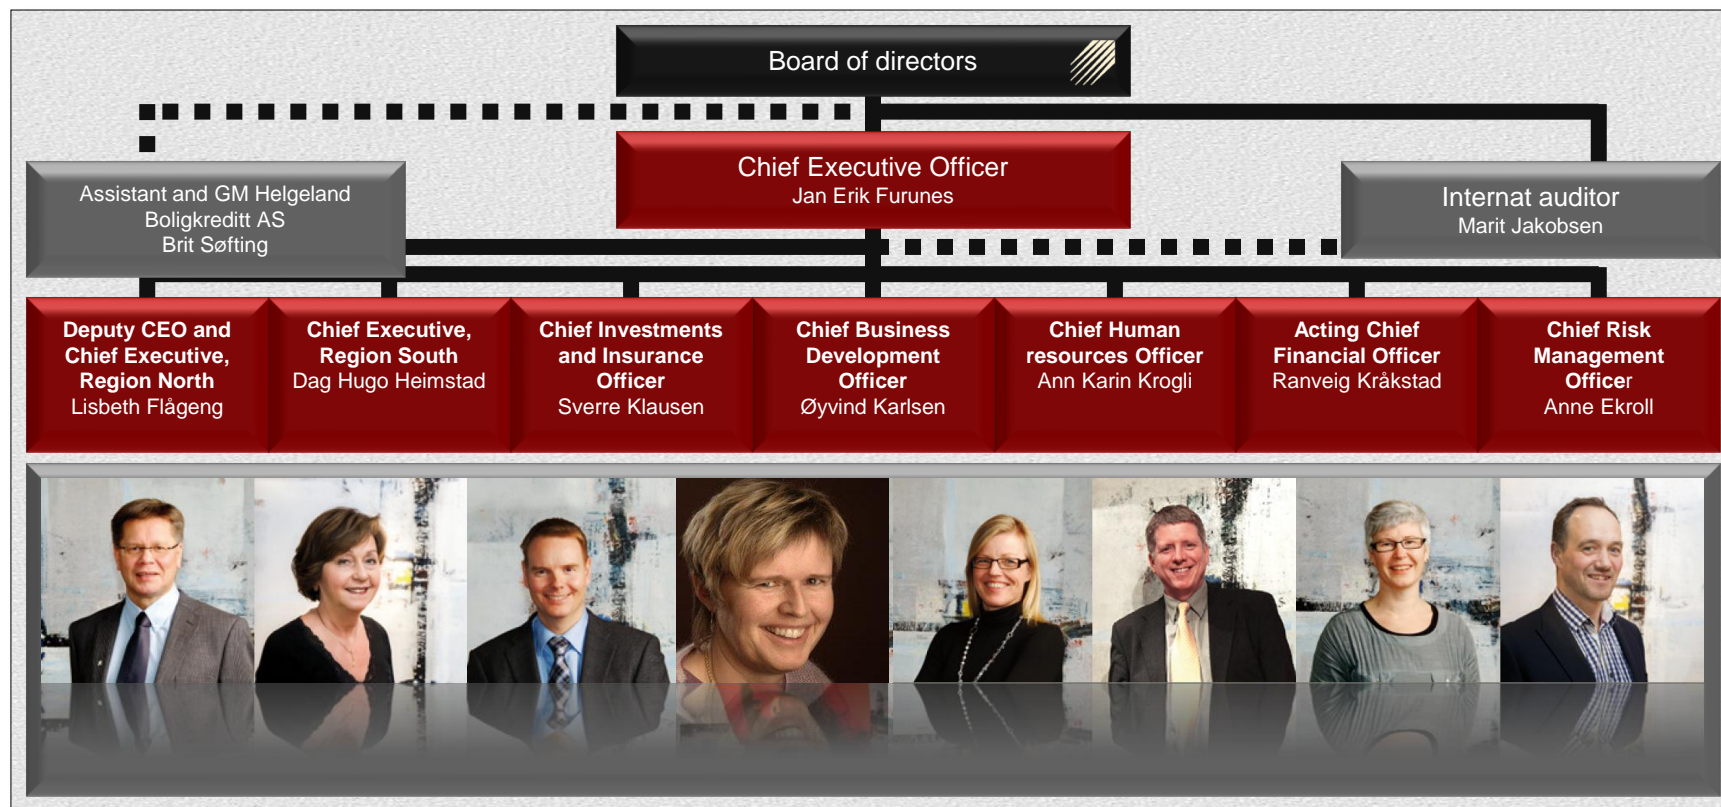 Board of directors
Chief Executive Officer
Jan Erik Furunes
Assistant and GM Helgeland
Boligkreditt AS
Brit Søfting
Internat auditor
Marit Jakobsen
Deputy CEO and
Chief Executive,
Region North
Lisbeth Flågeng
Chief Executive,
Region South
Dag Hugo Heimstad
Chief Investments
and Insurance
Officer
Sverre Klausen
Chief Business
Development
Officer
Øyvind Karlsen
Chief Human
resources Officer
Ann Karin Krogli
Acting Chief
Financial Officer
Ranveig Kråkstad
Chief Risk
Management
Officer
Anne Ekroll